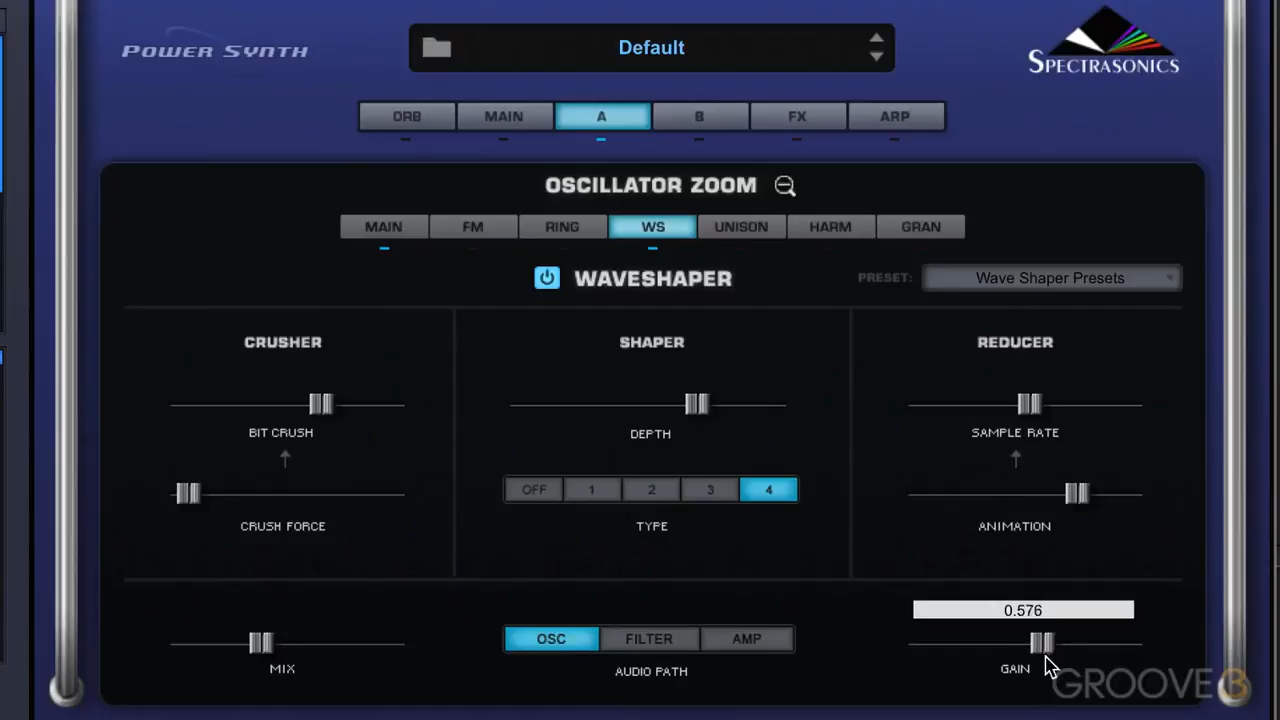 POWER SYNTH
Default
SPECTRASONICS
ORB MAIN A B FX ARP
OSCILLATOR ZOOM
MAIN FM RING WS UNISON HARM GRAN
WAVESHAPER
PRESET: Wave Shaper Presets
CRUSHER SHAPER REDUCER
BIT CRUSH DEPTH SAMPLE RATE
OFF 1 2 3 4
CRUSH FORCE TYPE ANIMATION
0.576
OSC FILTER AMP
MIX AUDIO PATH GAIN
GROOVE3